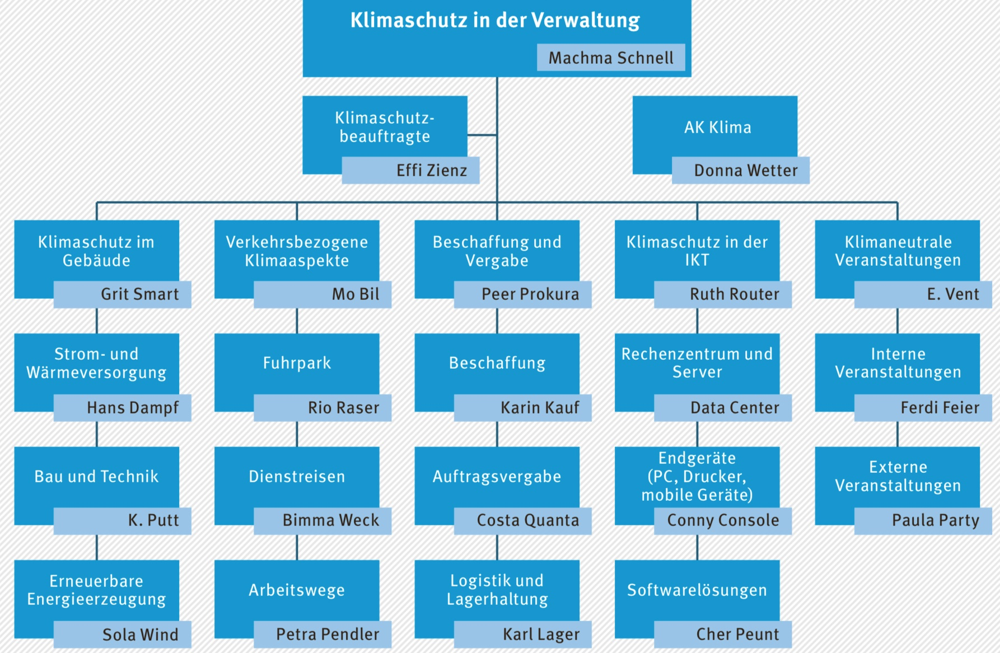 Klimaschutz in der Verwaltung
Machma Schnell
Klimaschutz-
beauftragte
Effi Zienz
AK Klima
Donna Wetter
Klimaschutz im
Gebäude
Grit Smart
Verkehrsbezogene
Klimaaspekte
Mo Bil
Beschaffung und
Vergabe
Peer Prokura
Klimaschutz in der
IKT
Ruth Router
Klimaneutrale
Veranstaltungen
E. Vent
Strom- und
Wärmeversorgung
Hans Dampf
Fuhrpark
Rio Raser
Beschaffung
Karin Kauf
Rechenzentrum und
Server
Data Center
Interne
Veranstaltungen
Ferdi Feier
Bau und Technik
K. Putt
Dienstreisen
Bimma Weck
Auftragsvergabe
Costa Quanta
Endgeräte
(PC, Drucker,
mobile Geräte)
Conny Console
Externe
Veranstaltungen
Paula Party
Erneuerbare
Energieerzeugung
Sola Wind
Arbeitswege
Petra Pendler
Logistik und
Lagerhaltung
Karl Lager
Softwarelösungen
Cher Peunt